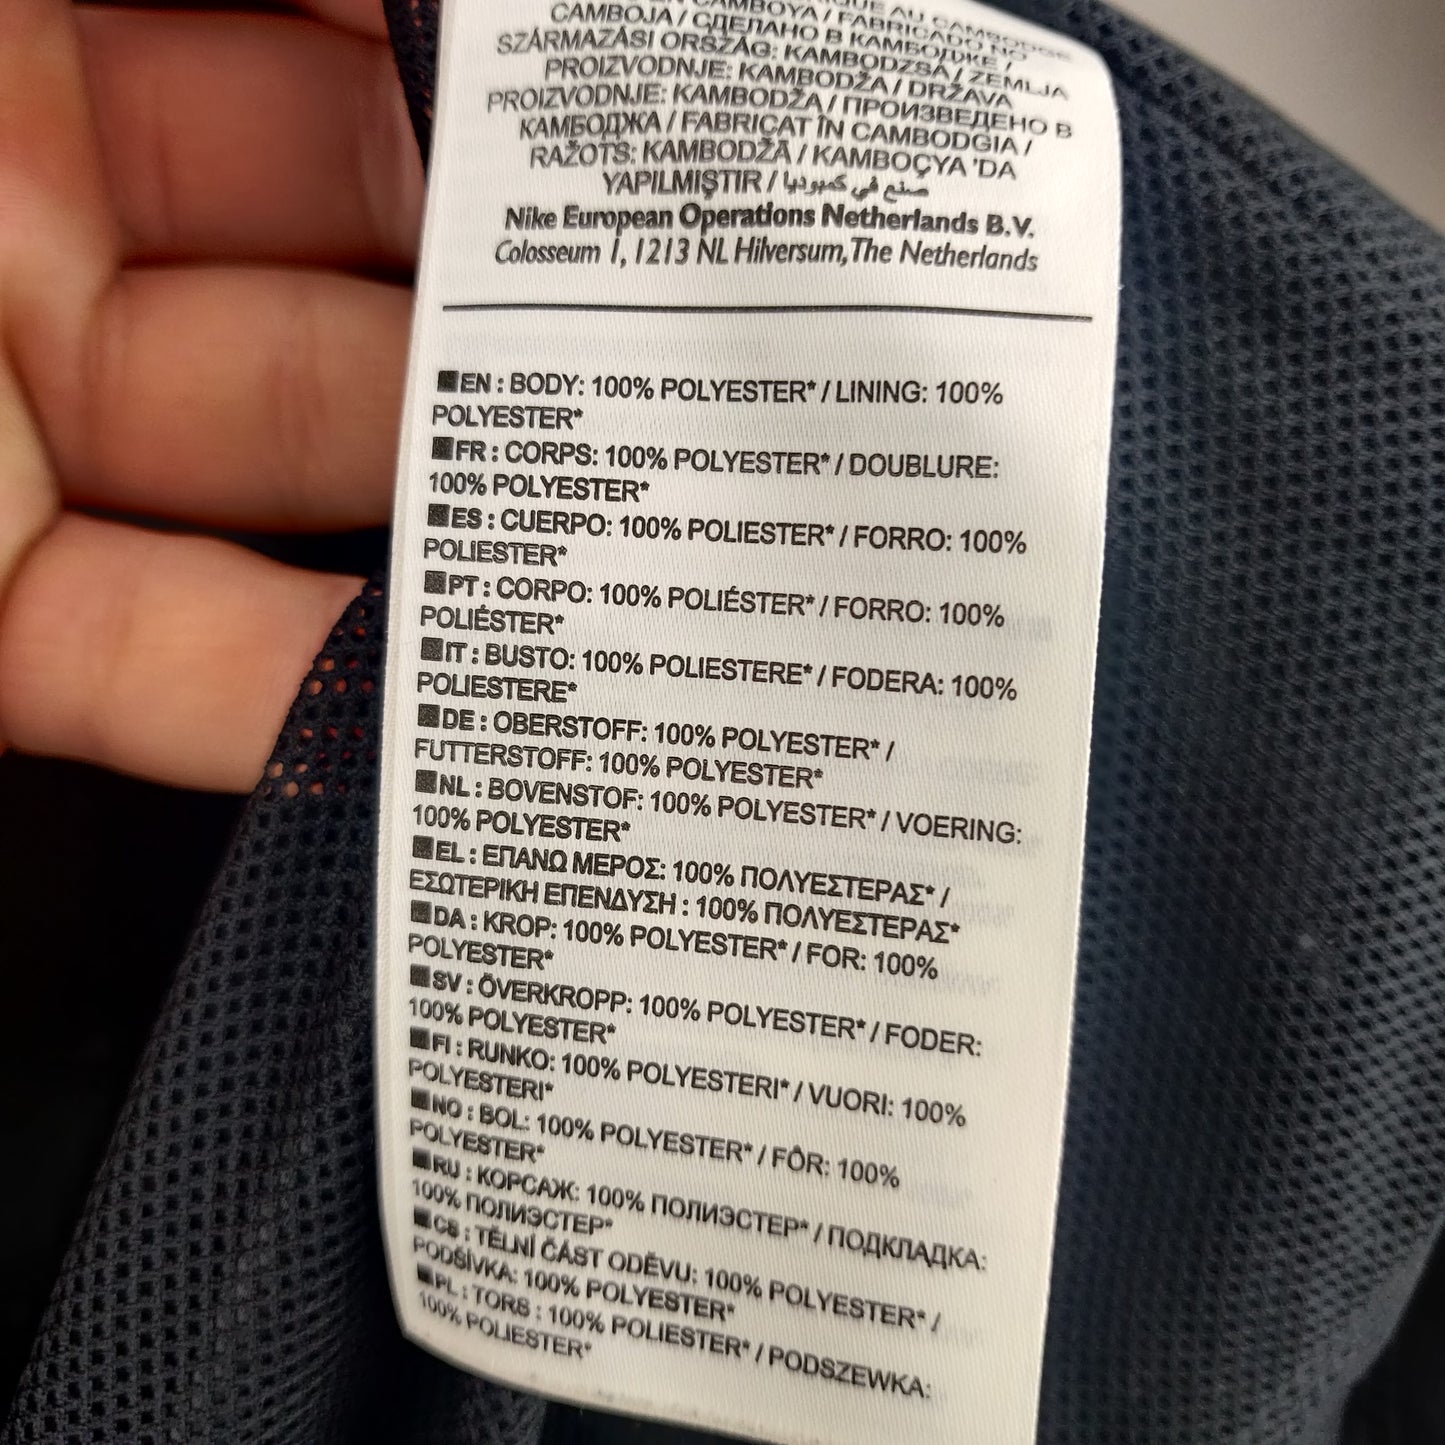 CAMBOYA / FABRIQUÉ AU CAMBODGE
CAMBOJA / СДЕЛАНО В КАМБОДЖЕ /
SZÁRMAZÁSI ORSZÁG: KAMBODZSA / ZEMLJA
PROIZVODNJE: KAMBODŽA / DRŽAVA
PROIZVODNJE: KAMBODŽA / ПРОИЗВЕДЕНО В
КАМБОДЖА / FABRICAT ÎN CAMBODGIA /
RAŽOTS: KAMBODŽĀ / KAMBOÇYA 'DA
YAPILMIŞTIR / صنع في كمبوديا
Nike European Operations Netherlands B.V.
Colosseum 1, 1213 NL Hilversum, The Netherlands
EN : BODY: 100% POLYESTER* / LINING: 100%
POLYESTER*
FR : CORPS: 100% POLYESTER* / DOUBLURE:
100% POLYESTER*
ES : CUERPO: 100% POLIESTER* / FORRO: 100%
POLIESTER*
PT : CORPO: 100% POLIÉSTER* / FORRO: 100%
POLIÉSTER*
IT : BUSTO: 100% POLIESTERE* / FODERA: 100%
POLIESTERE*
DE : OBERSTOFF: 100% POLYESTER* /
FUTTERSTOFF: 100% POLYESTER*
NL : BOVENSTOF: 100% POLYESTER* / VOERING:
100% POLYESTER*
EL : ΕΠΑΝΩ ΜΕΡΟΣ: 100% ΠΟΛΥΕΣΤΕΡΑΣ* /
ΕΣΩΤΕΡΙΚΗ ΕΠΕΝΔΥΣΗ : 100% ΠΟΛΥΕΣΤΕΡΑΣ*
DA : KROP: 100% POLYESTER* / FOR: 100%
POLYESTER*
SV : ÖVERKROPP: 100% POLYESTER* / FODER:
100% POLYESTER*
FI : RUNKO: 100% POLYESTERI* / VUORI: 100%
POLYESTERI*
NO : BOL: 100% POLYESTER* / FÔR: 100%
POLYESTER*
RU : КОРСАЖ: 100% ПОЛИЭСТЕР* / ПОДКЛАДКА:
100% ПОЛИЭСТЕР*
CS : TĚLNÍ ČÁST ODĚVU: 100% POLYESTER* /
PODŠÍVKA: 100% POLYESTER*
PL : TORS : 100% POLIESTER* / PODSZEWKA:
100% POLIESTER*